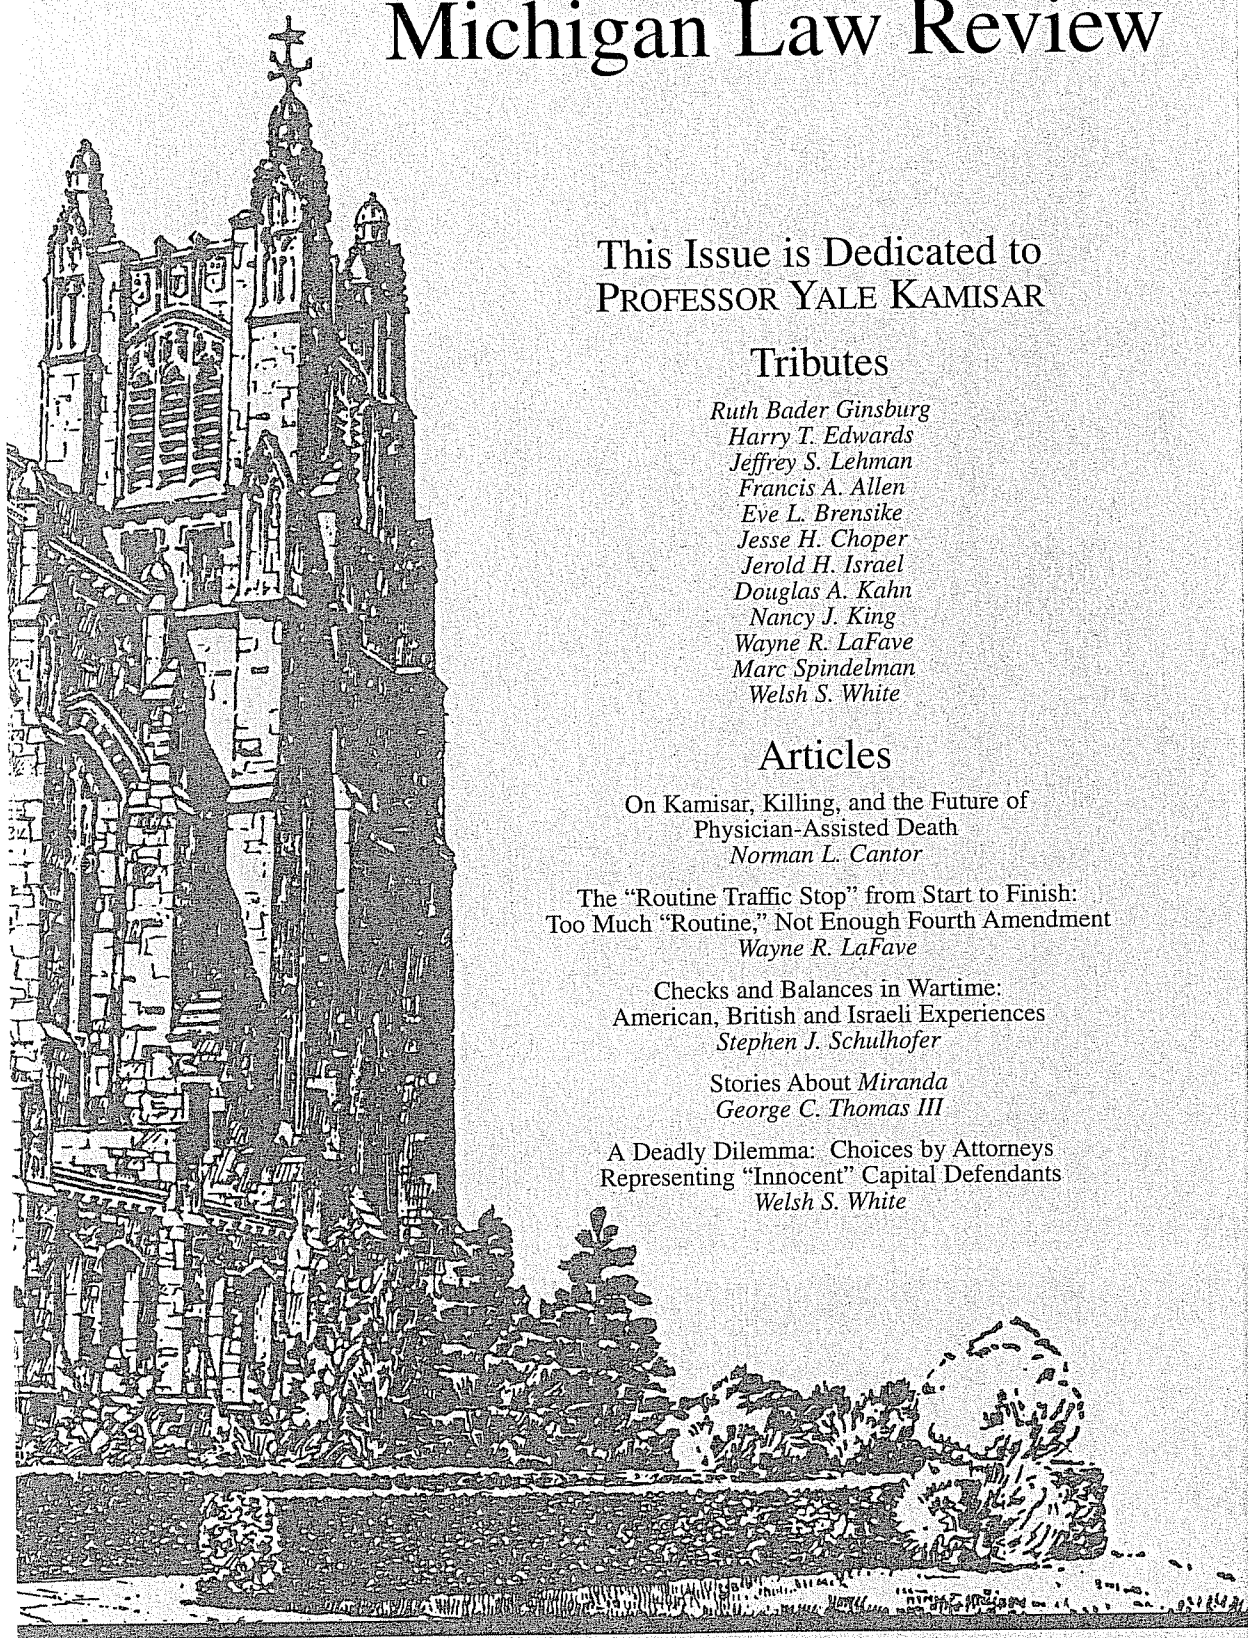 Michigan Law Review
This Issue is Dedicated to
PROFESSOR YALE KAMISAR
Tributes
Ruth Bader Ginsburg
Harry T. Edwards
Jeffrey S. Lehman
Francis A. Allen
Eve L. Brensike
Jesse H. Choper
Jerold H. Israel
Douglas A. Kahn
Nancy J. King
Wayne R. LaFave
Marc Spindelman
Welsh S. White
Articles
On Kamisar, Killing, and the Future of
Physician-Assisted Death
Norman L. Cantor
The “Routine Traffic Stop” from Start to Finish:
Too Much “Routine,” Not Enough Fourth Amendment
Wayne R. LaFave
Checks and Balances in Wartime:
American, British and Israeli Experiences
Stephen J. Schulhofer
Stories About Miranda
George C. Thomas III
A Deadly Dilemma: Choices by Attorneys
Representing “Innocent” Capital Defendants
Welsh S. White